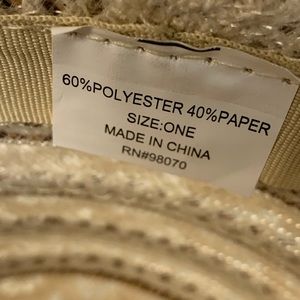 60%POLYESTER 40%PAPER
SIZE:ONE
MADE IN CHINA
RN#98070